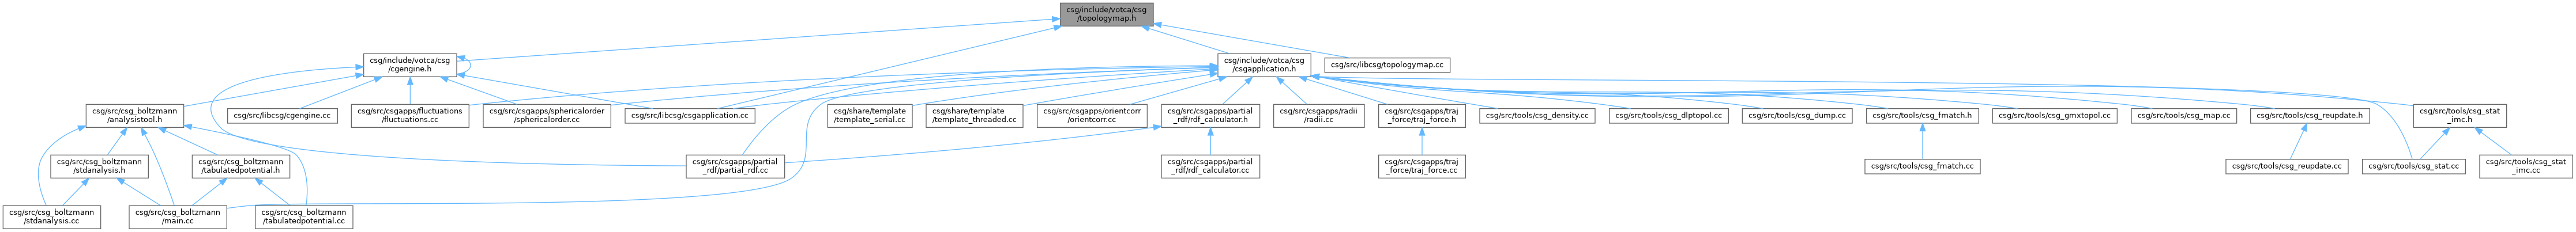 csg/include/votca/csg
/topologymap.h
csg/include/votca/csg
/cgengine.h
csg/include/votca/csg
/csgapplication.h
csg/src/libcsg/topologymap.cc
csg/src/csg_boltzmann
/analysistool.h
csg/src/libcsg/cgengine.cc
csg/src/csgapps/fluctuations
/fluctuations.cc
csg/src/csgapps/sphericalorder
/sphericalorder.cc
csg/src/libcsg/csgapplication.cc
csg/share/template
/template_serial.cc
csg/share/template
/template_threaded.cc
csg/src/csgapps/orientcorr
/orientcorr.cc
csg/src/csgapps/partial
_rdf/rdf_calculator.h
csg/src/csgapps/radii
/radii.cc
csg/src/csgapps/traj
_force/traj_force.h
csg/src/tools/csg_density.cc
csg/src/tools/csg_dlptopol.cc
csg/src/tools/csg_dump.cc
csg/src/tools/csg_fmatch.h
csg/src/tools/csg_gmxtopol.cc
csg/src/tools/csg_map.cc
csg/src/tools/csg_reupdate.h
csg/src/tools/csg_stat
_imc.h
csg/src/csg_boltzmann
/stdanalysis.h
csg/src/csg_boltzmann
/tabulatedpotential.h
csg/src/csgapps/partial
_rdf/partial_rdf.cc
csg/src/csgapps/partial
_rdf/rdf_calculator.cc
csg/src/csgapps/traj
_force/traj_force.cc
csg/src/tools/csg_fmatch.cc
csg/src/tools/csg_reupdate.cc
csg/src/tools/csg_stat.cc
csg/src/tools/csg_stat
_imc.cc
csg/src/csg_boltzmann
/stdanalysis.cc
csg/src/csg_boltzmann
/main.cc
csg/src/csg_boltzmann
/tabulatedpotential.cc